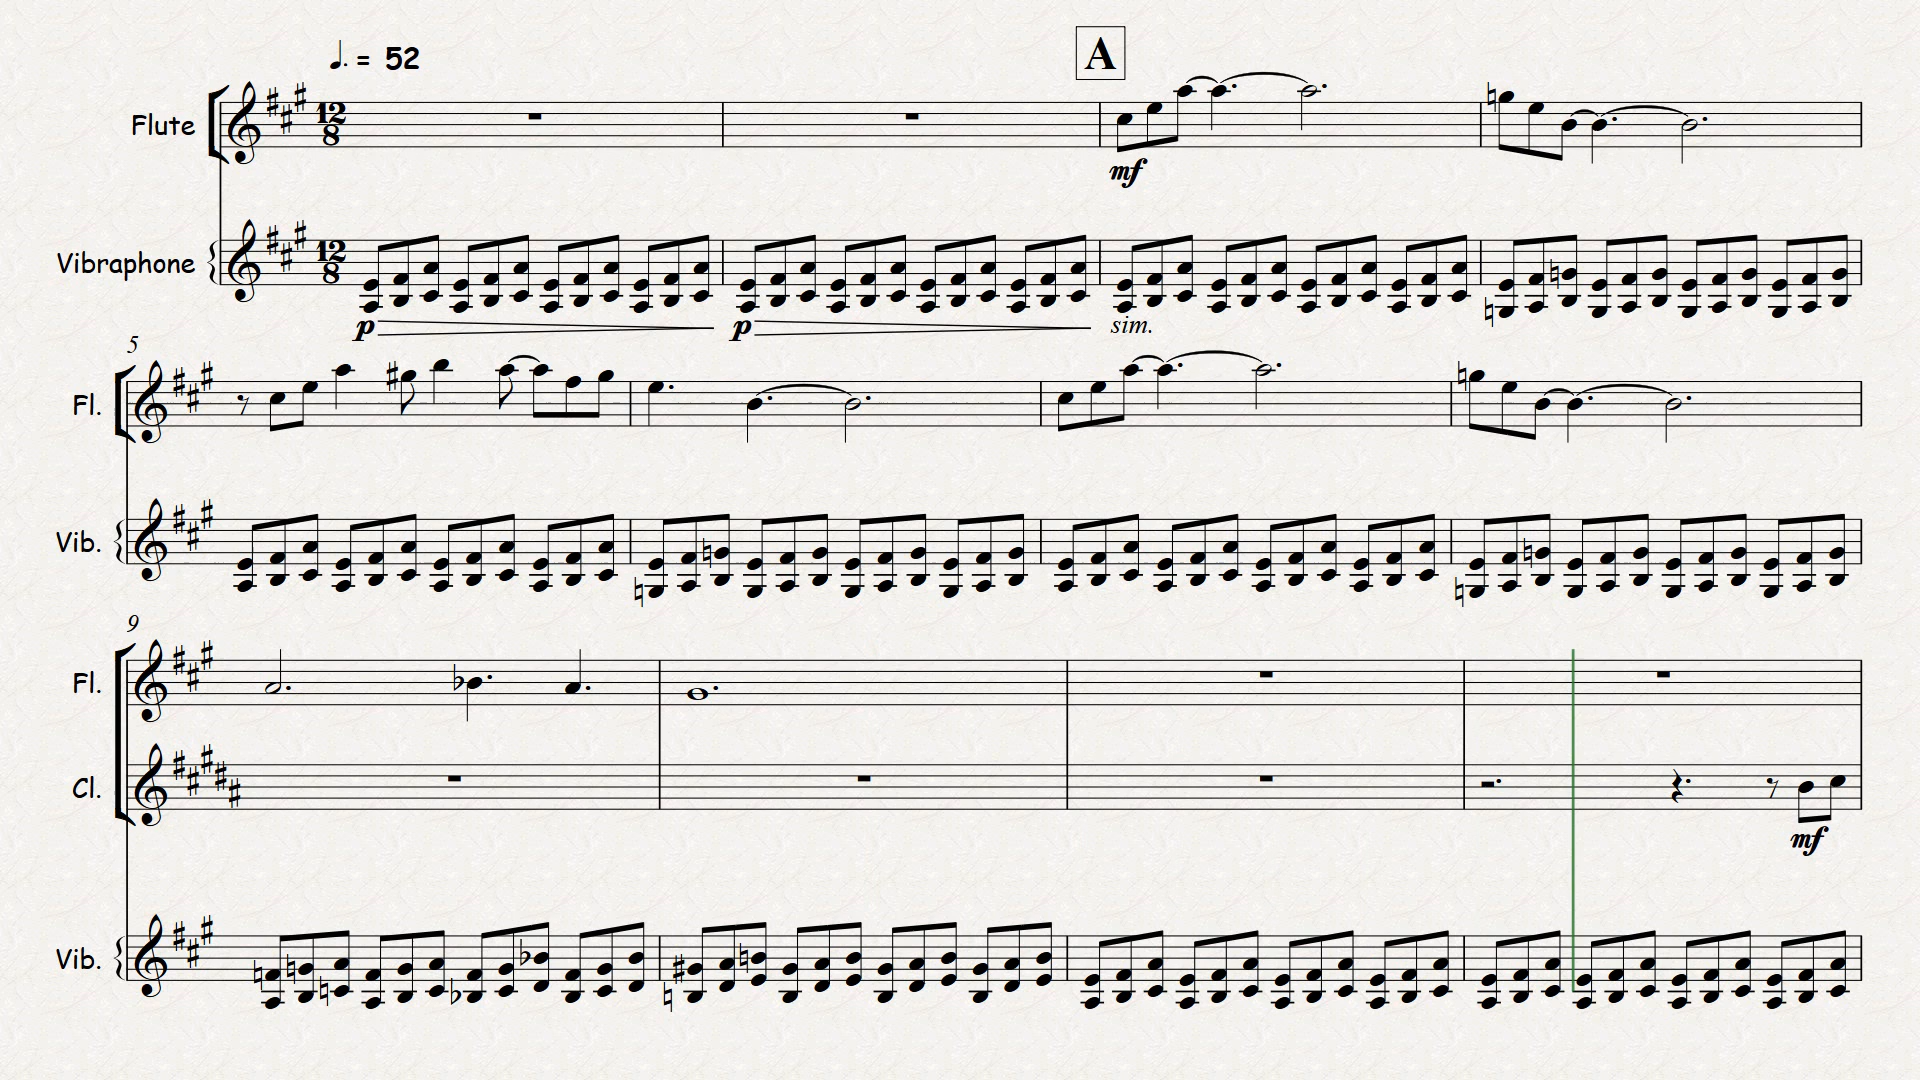 ♩. = 52
A
Flute
12
8
mf
Vibraphone
12
8
p
p
sim.
5
Fl.
Vib.
9
Fl.
Cl.
mf
Vib.